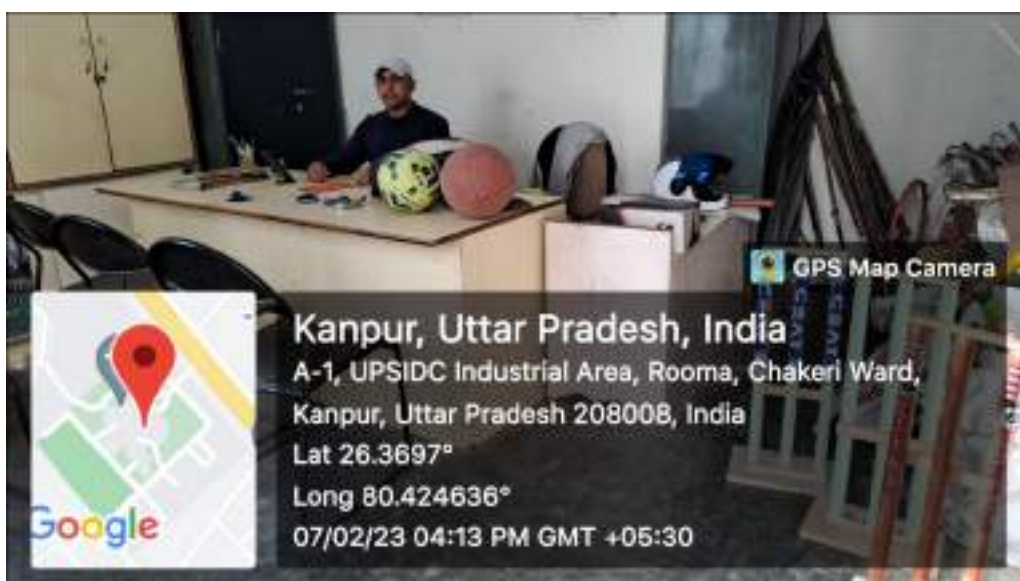 GPS Map Camera
Kanpur, Uttar Pradesh, India
A-1, UPSIDC Industrial Area, Rooma, Chakeri Ward,
Kanpur, Uttar Pradesh 208008, India
Lat 26.3697°
Long 80.424636°
07/02/23 04:13 PM GMT +05:30
Google